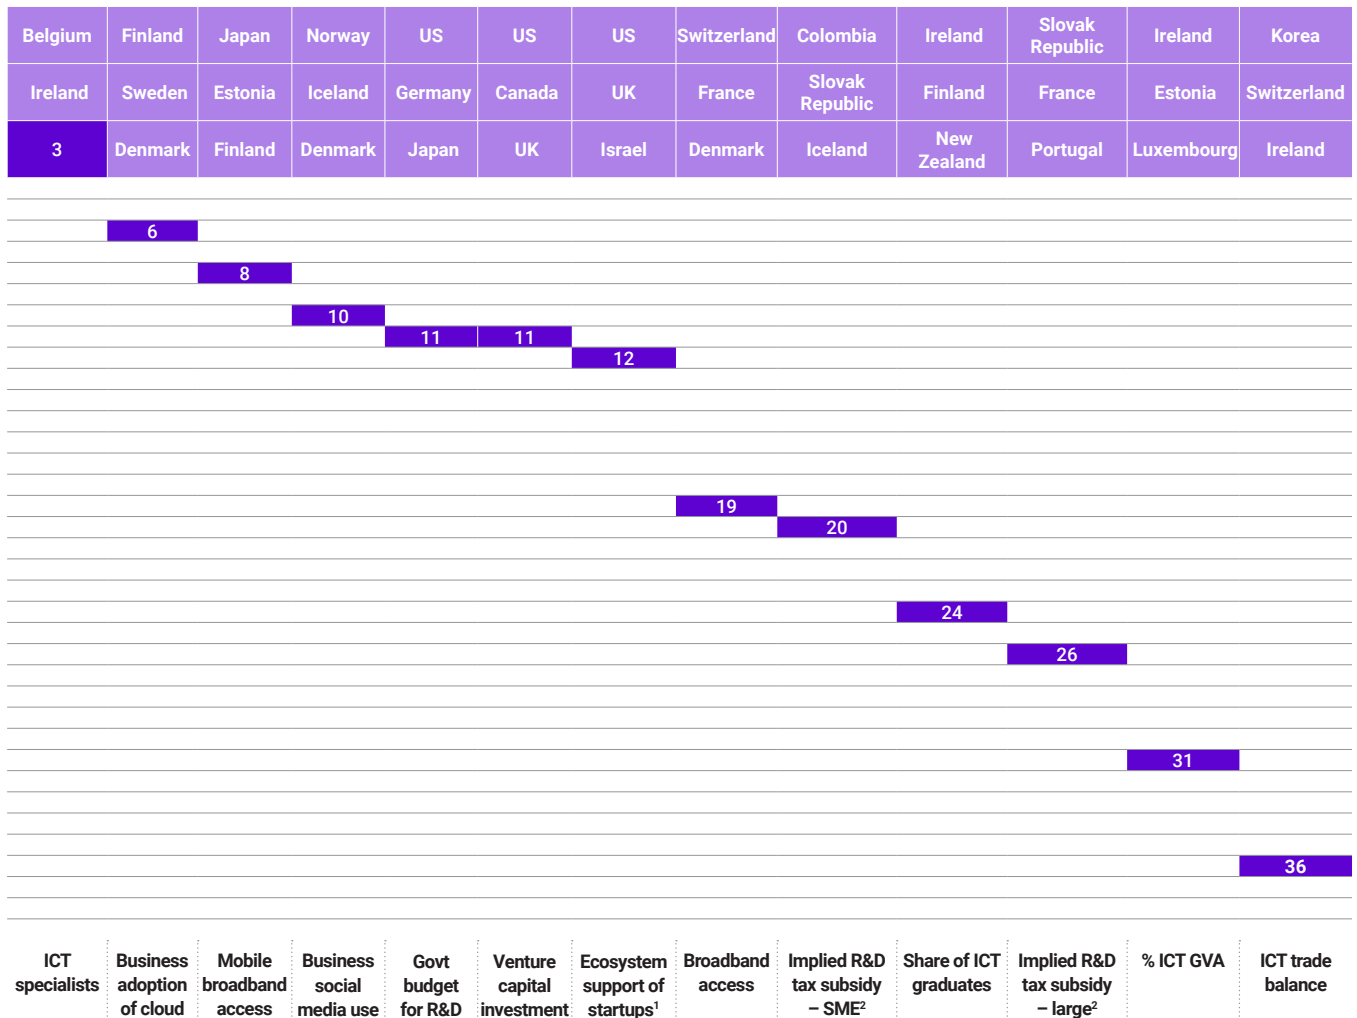 Belgium Finland Japan Norway US US US Switzerland Colombia Ireland Slovak Republic Ireland Korea
Ireland Sweden Estonia Iceland Germany Canada UK France Slovak Republic Finland France Estonia Switzerland
3 Denmark Finland Denmark Japan UK Israel Denmark Iceland New Zealand Portugal Luxembourg Ireland
6
8
10
11 11
12
19
20
24
26
31
36
ICT Business Mobile Business Govt Venture Ecosystem Broadband Implied R&D Share of ICT Implied R&D % ICT GVA ICT trade
specialists adoption broadband social budget capital support of access tax subsidy graduates tax subsidy balance
of cloud access media use for R&D investment startups¹ – SME² – large²